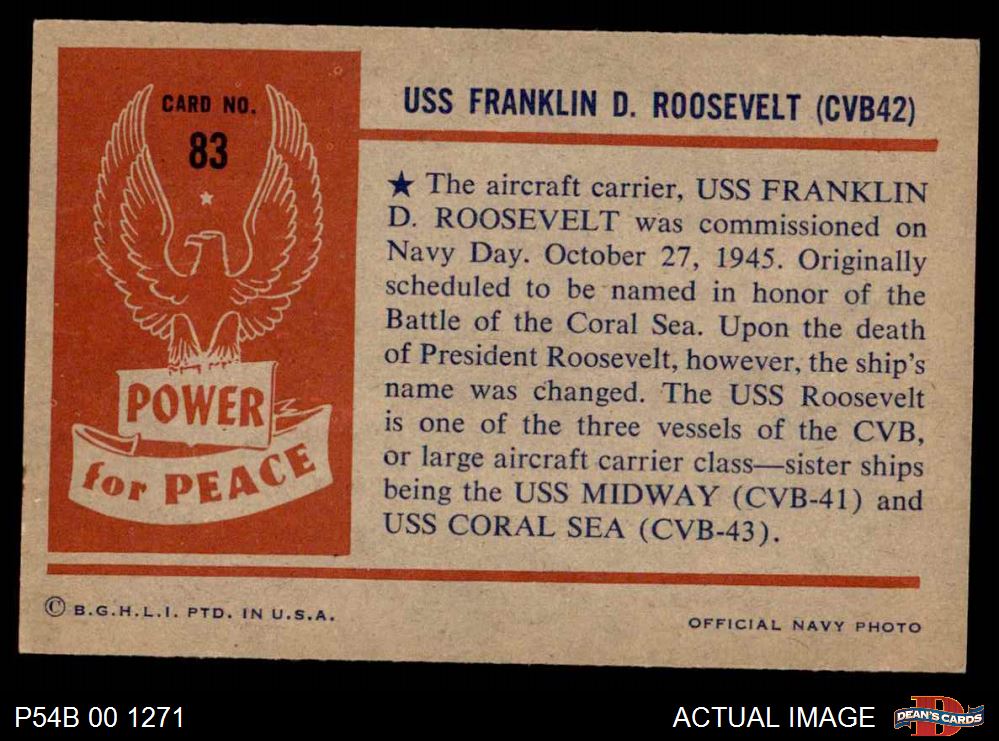 CARD NO.
83
POWER
for PEACE
USS FRANKLIN D. ROOSEVELT (CVB42)
★ The aircraft carrier, USS FRANKLIN
D. ROOSEVELT was commissioned on
Navy Day. October 27, 1945. Originally
scheduled to be named in honor of the
Battle of the Coral Sea. Upon the death
of President Roosevelt, however, the ship's
name was changed. The USS Roosevelt
is one of the three vessels of the CVB,
or large aircraft carrier class—sister ships
being the USS MIDWAY (CVB-41) and
USS CORAL SEA (CVB-43).
© B.G.H.L.I. PTD. IN U.S.A.
OFFICIAL NAVY PHOTO
P54B 00 1271
ACTUAL IMAGE
D
DEAN'S CARDS